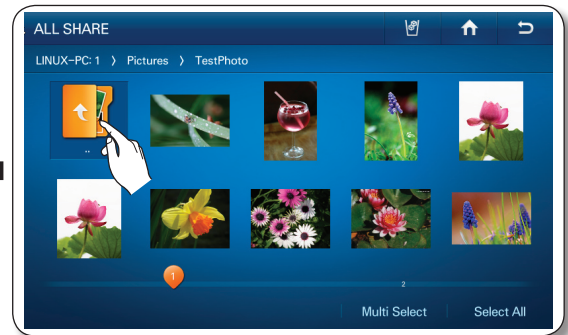 ALL SHARE
LINUX-PC: 1 > Pictures > TestPhoto
..
1
2
Multi Select
Select All